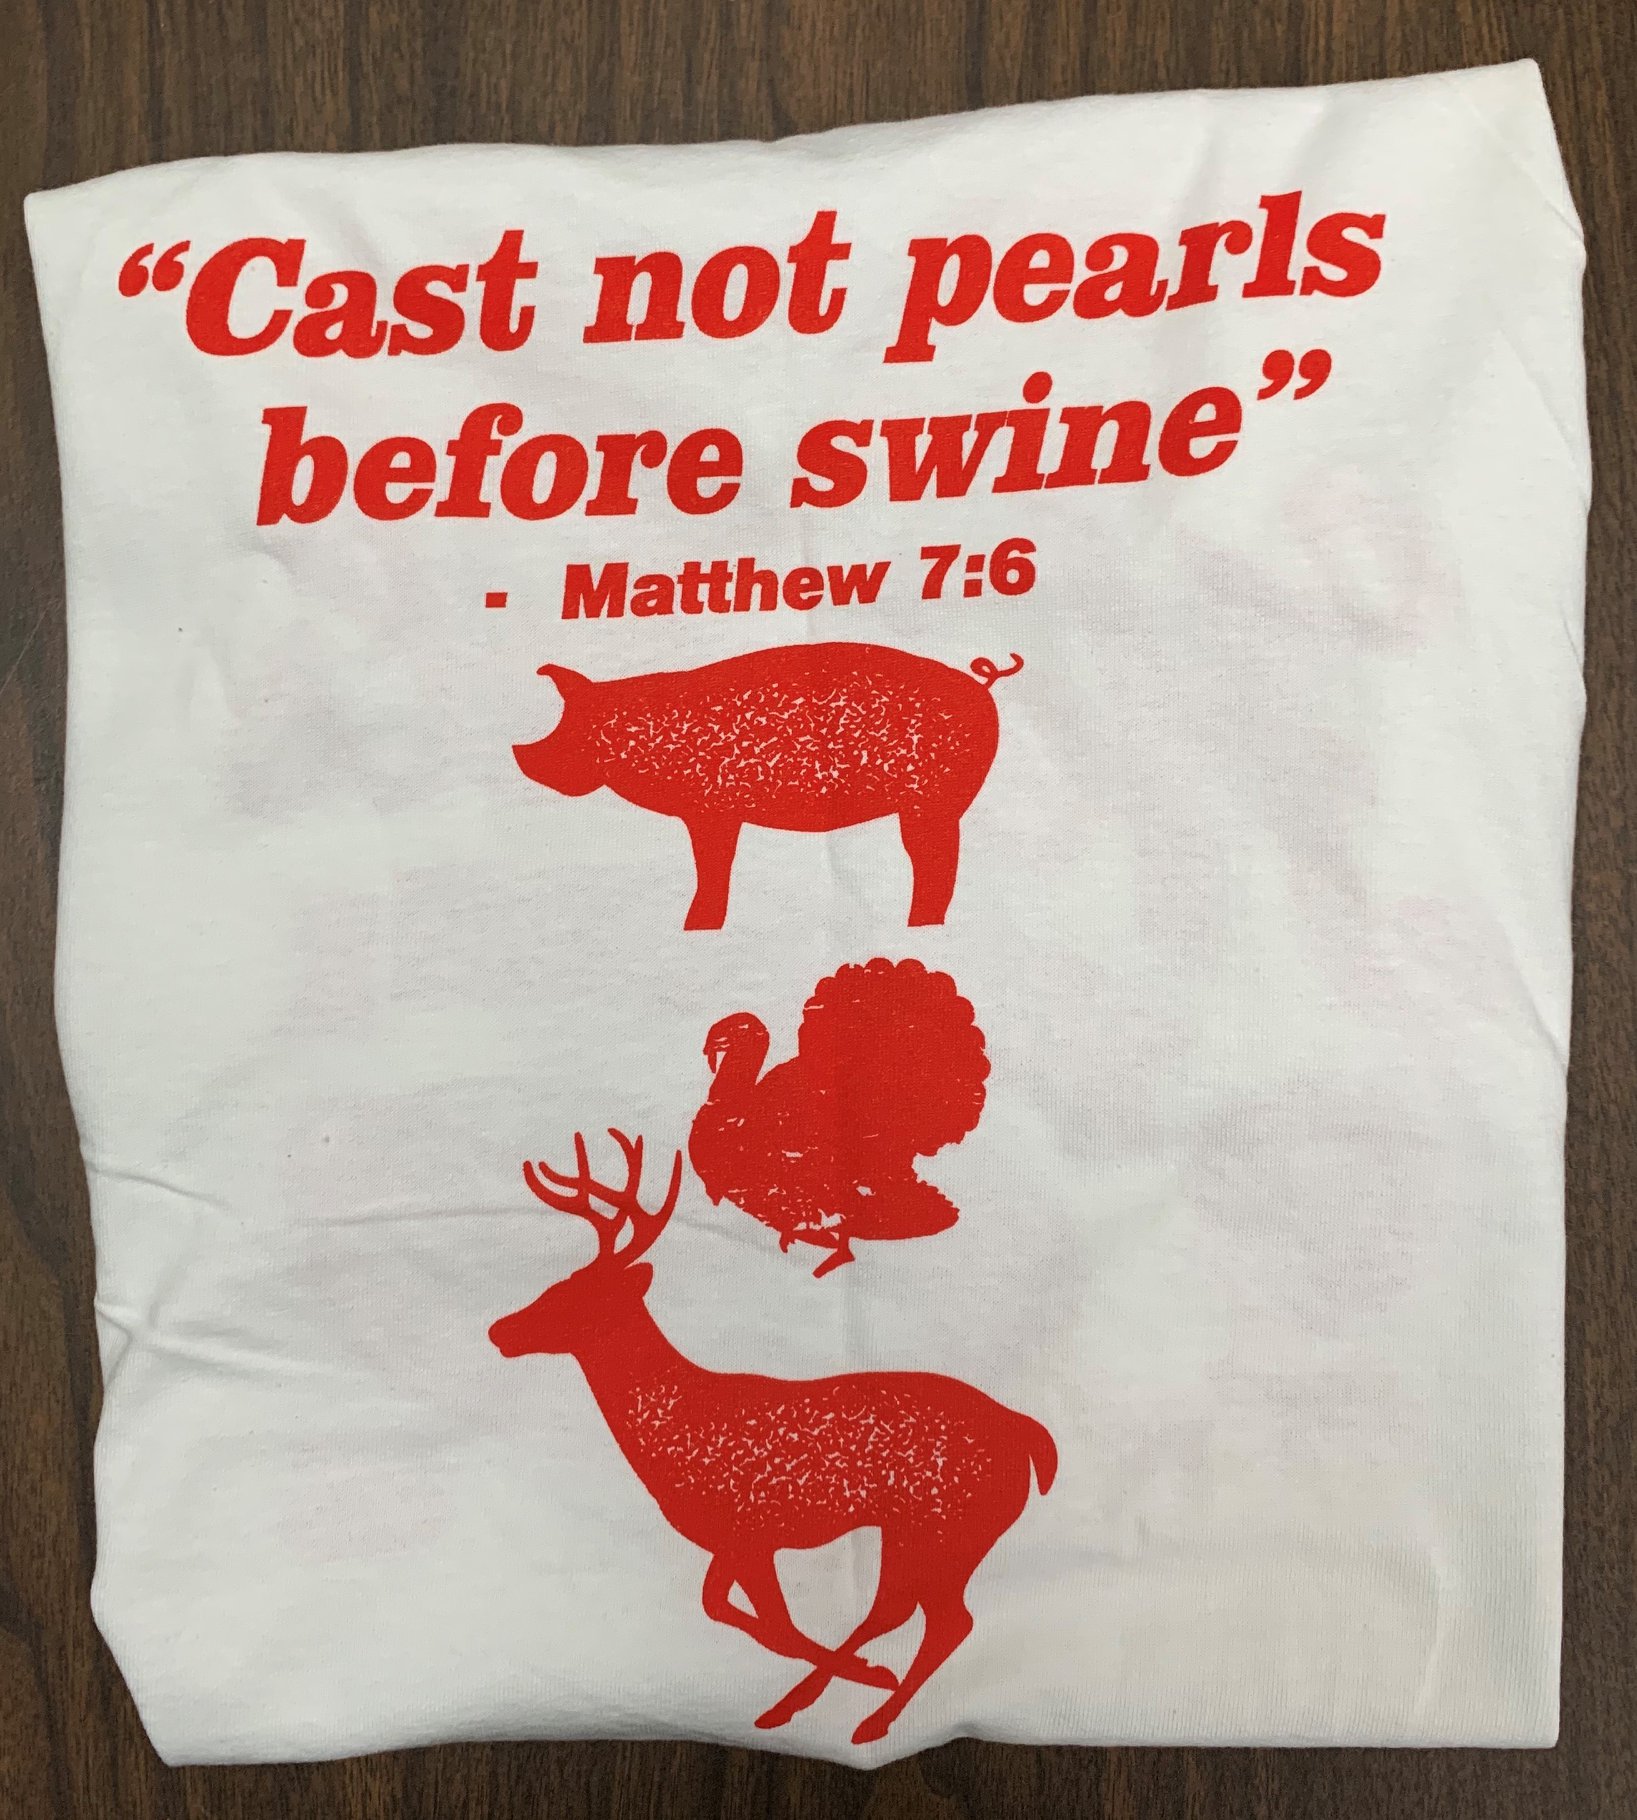 “Cast not pearls
before swine”
- Matthew 7:6